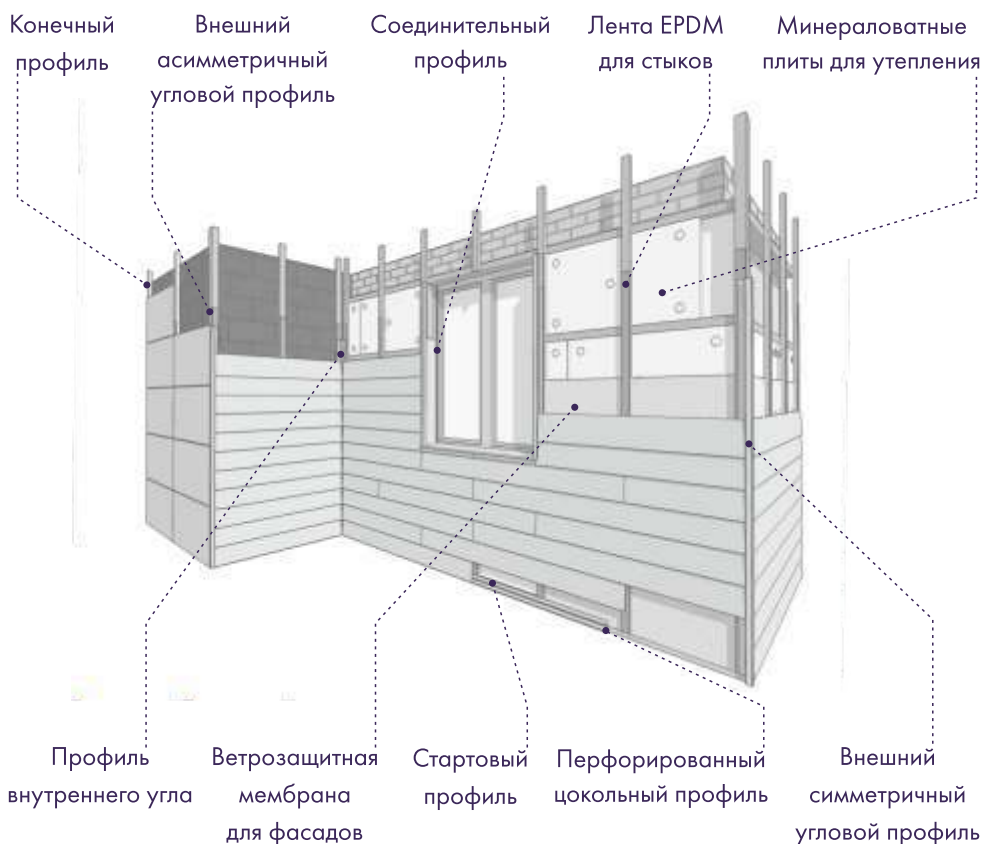 Конечный
профиль
Внешний
асимметричный
угловой профиль
Соединительный
профиль
Лента EPDM
для стыков
Минераловатные
плиты для утепления
Профиль
внутреннего угла
Ветрозащитная
мембрана
для фасадов
Стартовый
профиль
Перфорированный
цокольный профиль
Внешний
симметричный
угловой профиль